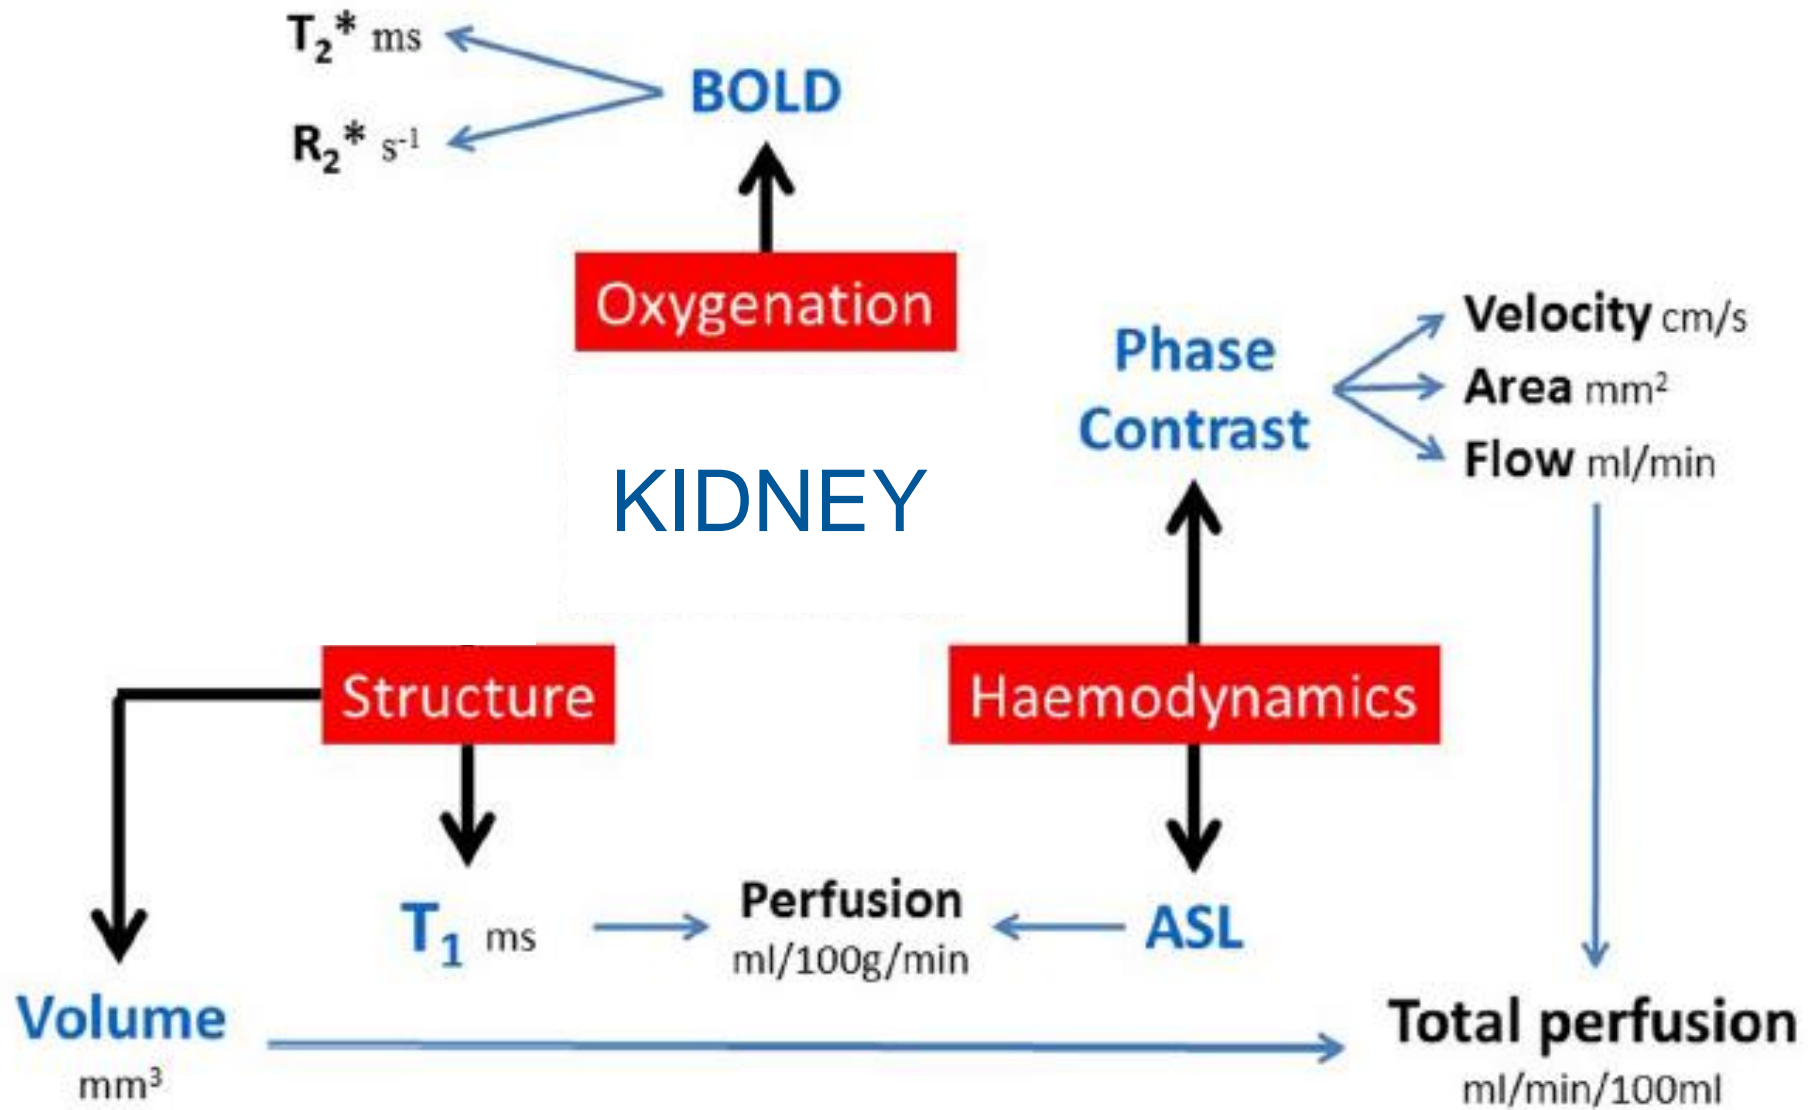 T₂* ms
BOLD
R₂* s⁻¹
Oxygenation
Velocity cm/s
Phase
Contrast
Area mm²
Flow ml/min
KIDNEY
Structure
Haemodynamics
T₁ ms
Perfusion
ml/100g/min
ASL
Volume
mm³
Total perfusion
ml/min/100ml